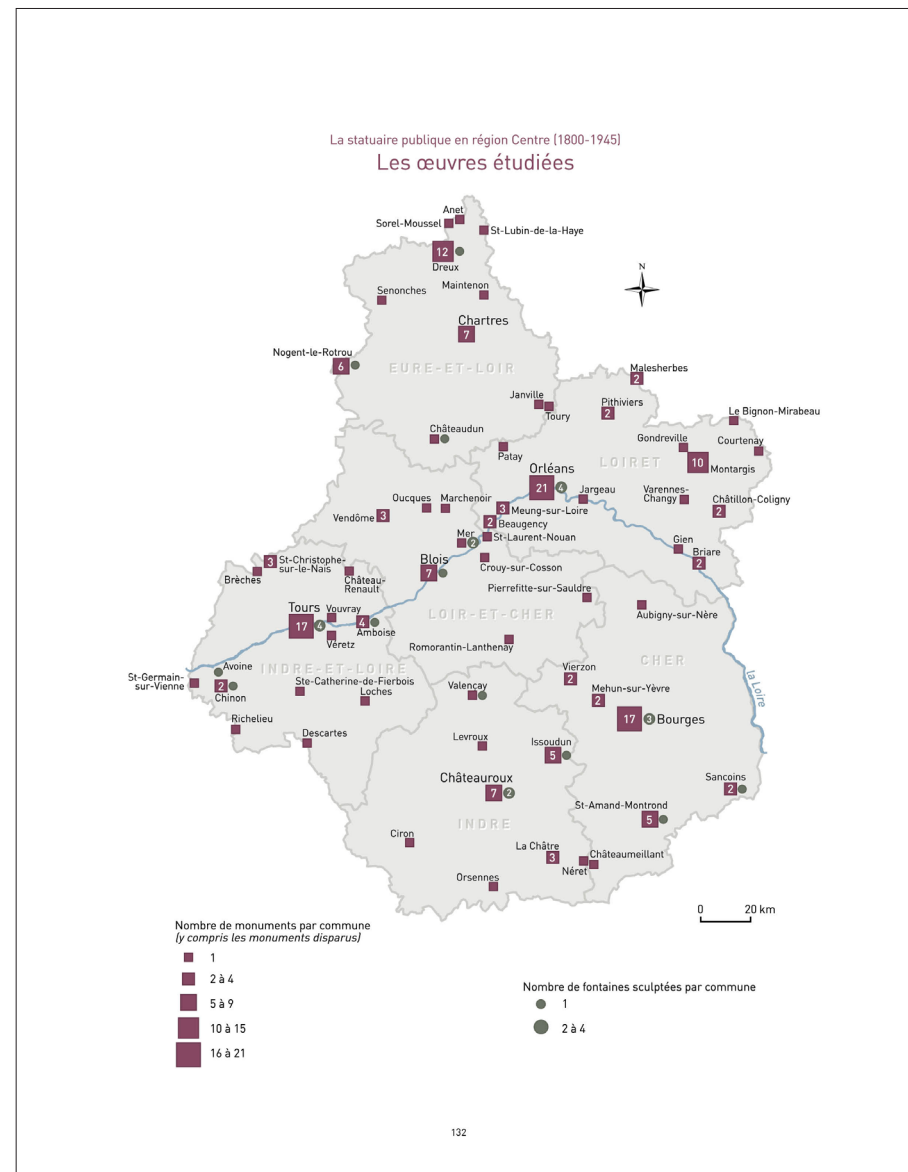 La statuaire publique en région Centre (1800-1945)
Les œuvres étudiées
Anet
Sorel-Moussel
St-Lubin-de-la-Haye
12
Dreux
N
Maintenon
Senonches
Chartres
7
Nogent-le-Rotrou
6
EURE-ET-LOIR
Malesherbes
2
Janville
Toury
Pithiviers
2
Le Bignon-Mirabeau
Châteaudun
Patay
Gondreville
Courtenay
LOIRET
10
Montargis
Orléans
21
4
Jargeau
Varennes-
Changy
Châtillon-Coligny
2
Oucques
Marchenoir
3
Meung-sur-Loire
Vendôme
3
2
Beaugency
Mer
2
St-Laurent-Nouan
Gien
Briare
2
3
St-Christophe-
sur-le-Nais
Brèches
Château-
Renault
Blois
7
Crouy-sur-Cosson
Pierrefitte-sur-Sauldre
Aubigny-sur-Nère
LOIR-ET-CHER
Tours
17
4
Vouvray
4
Amboise
Véretz
Romorantin-Lanthenay
CHER
INDRE-ET-LOIRE
Avoine
St-Germain-
sur-Vienne
2
Chinon
Ste-Catherine-de-Fierbois
Loches
Valençay
Vierzon
2
Mehun-sur-Yèvre
2
la Loire
17
3
Bourges
Richelieu
Descartes
Levroux
Issoudun
5
Châteauroux
7
2
Sancoins
2
St-Amand-Montrond
5
INDRE
Ciron
La Châtre
3
Châteaumeillant
Néret
Orsennes
0
20 km
Nombre de monuments par commune
(y compris les monuments disparus)
1
2 à 4
5 à 9
10 à 15
16 à 21
Nombre de fontaines sculptées par commune
1
2 à 4
132